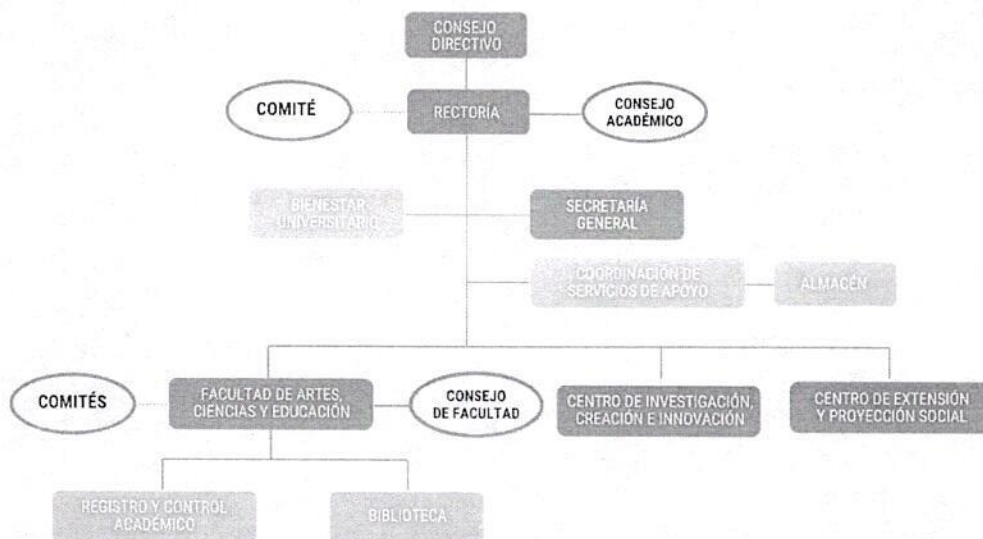 CONSEJO
DIRECTIVO
COMITÉ
RECTORÍA
CONSEJO
ACADÉMICO
BIENESTAR
UNIVERSITARIO
SECRETARÍA
GENERAL
COORDINACIÓN DE
SERVICIOS DE APOYO
ALMACÉN
COMITÉS
FACULTAD DE ARTES,
CIENCIAS Y EDUCACIÓN
CONSEJO
DE FACULTAD
CENTRO DE INVESTIGACIÓN,
CREACIÓN E INNOVACIÓN
CENTRO DE EXTENSIÓN
Y PROYECCIÓN SOCIAL
REGISTRO Y CONTROL
ACADÉMICO
BIBLIOTECA